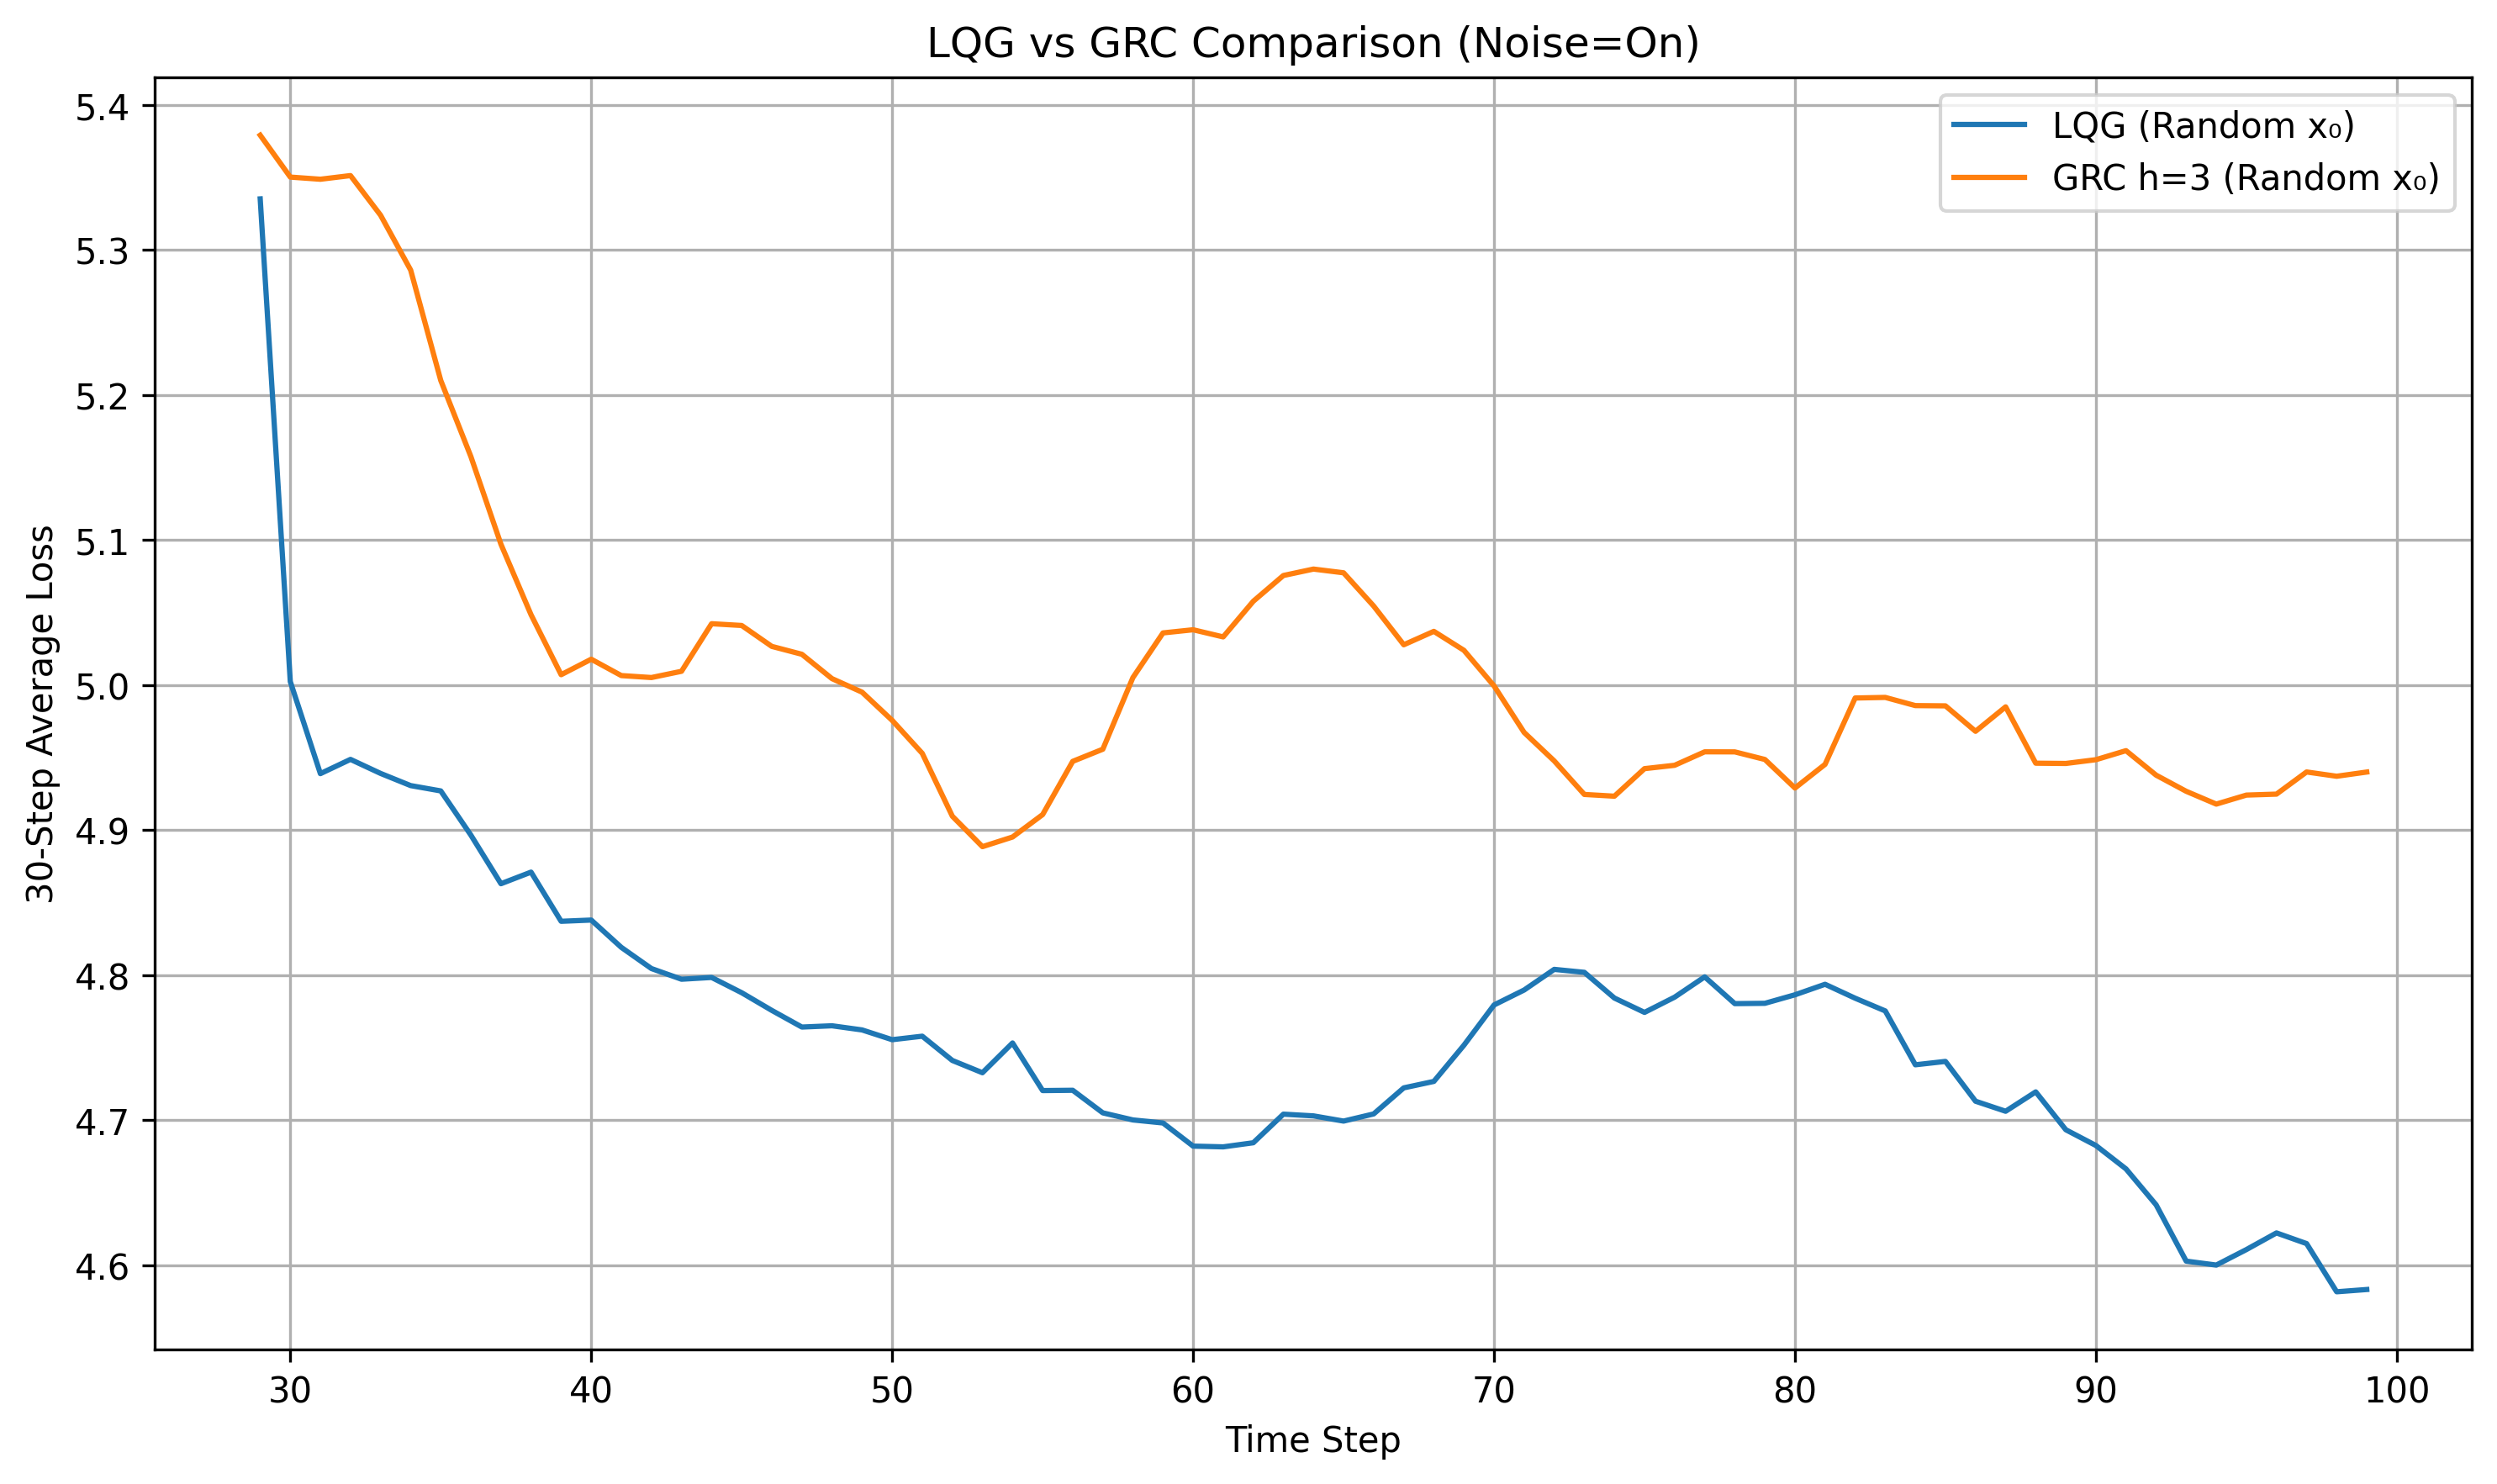 LQG vs GRC Comparison (Noise=On)
5.4
5.3
5.2
5.1
5.0
4.9
4.8
4.7
4.6
30-Step Average Loss
LQG (Random x₀)
GRC h=3 (Random x₀)
30 40 50 60 70 80 90 100
Time Step